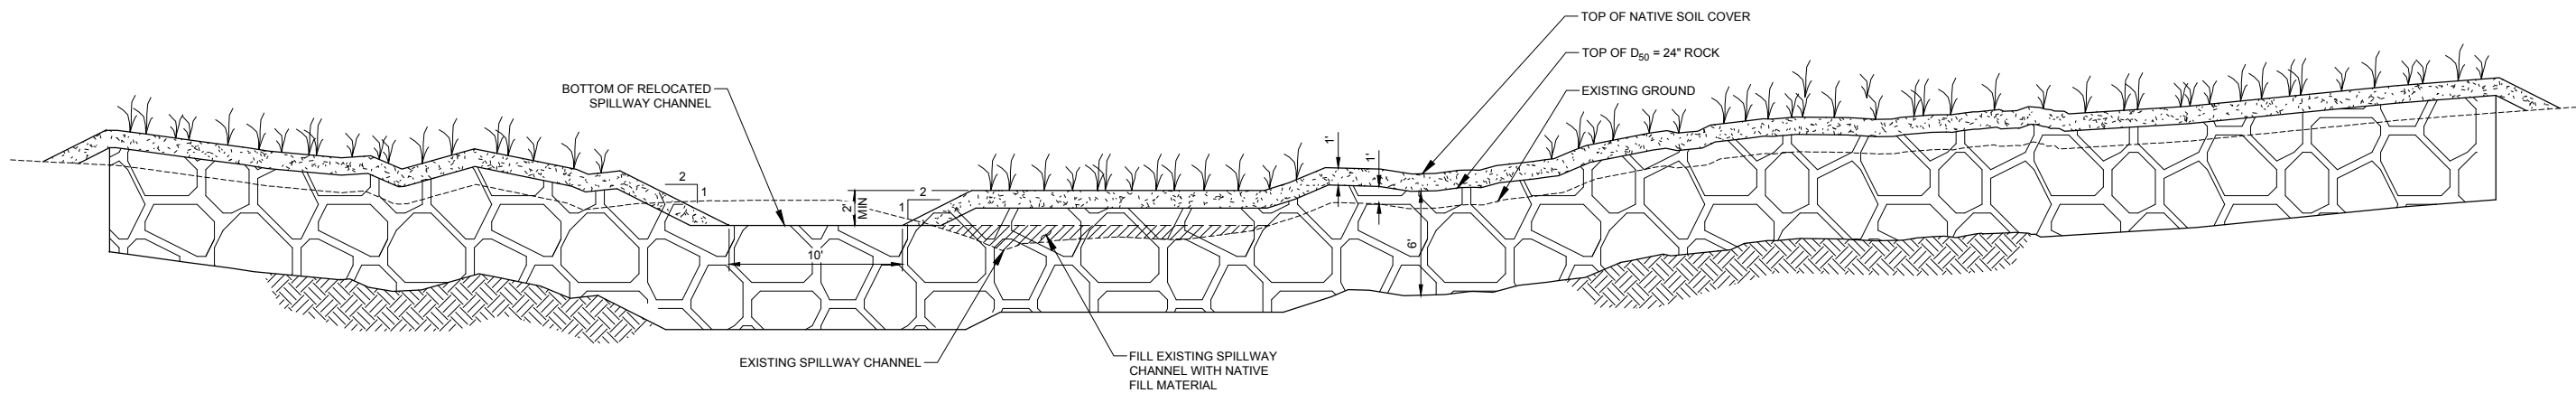 TOP OF NATIVE SOIL COVER
TOP OF D50 = 24" ROCK
EXISTING GROUND
BOTTOM OF RELOCATED
SPILLWAY CHANNEL
2
1
2'
MIN
2
1
1'
1'
6'
10'
EXISTING SPILLWAY CHANNEL
FILL EXISTING SPILLWAY
CHANNEL WITH NATIVE
FILL MATERIAL